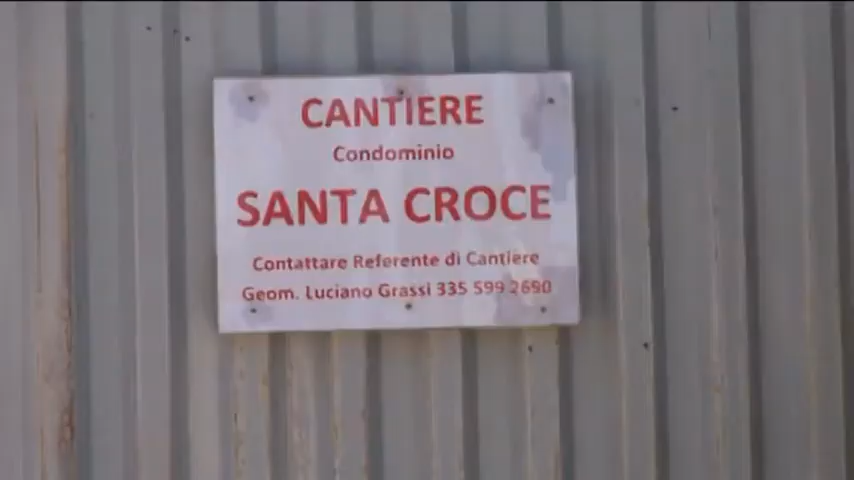 CANTIERE
Condominio
SANTA CROCE
Contattare Referente di Cantiere
Geom. Luciano Grassi 335 599 2690